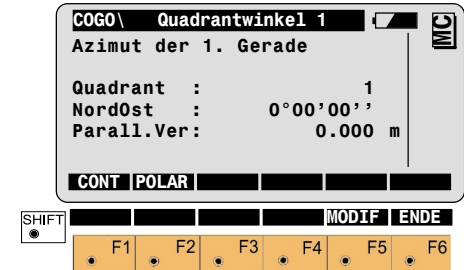 COGO\ Quadrantwinkel 1
MC
Azimut der 1. Gerade
Quadrant : 1
NordOst : 0°00'00''
Parall.Ver: 0.000 m
CONT POLAR
SHIFT MODIF ENDE
F1 F2 F3 F4 F5 F6